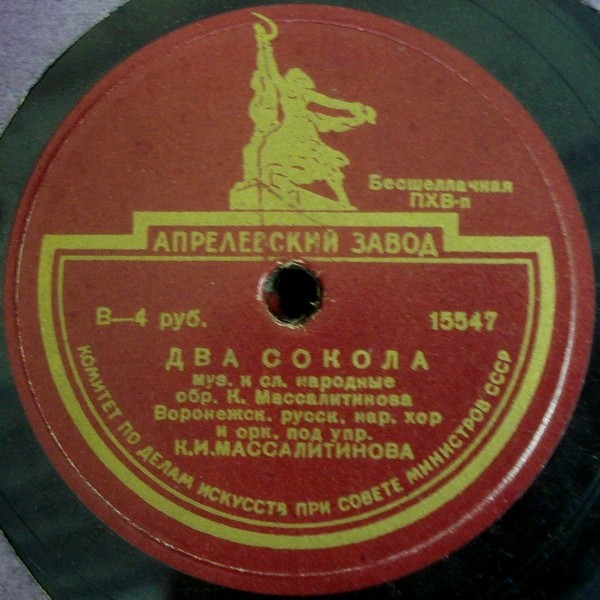 Бесшеллачная
ПХВ-п
АПРЕЛЕВСКИЙ ЗАВОД
В—4 руб.
15547
ДВА СОКОЛА
муз. и сл. народные
обр. К. Массалитинова
Воронежск. русск. нар. хор
и орк. под упр.
К.И.МАССАЛИТИНОВА
КОМИТЕТ ПО ДЕЛАМ ИСКУССТВ ПРИ СОВЕТЕ МИНИСТРОВ СССР